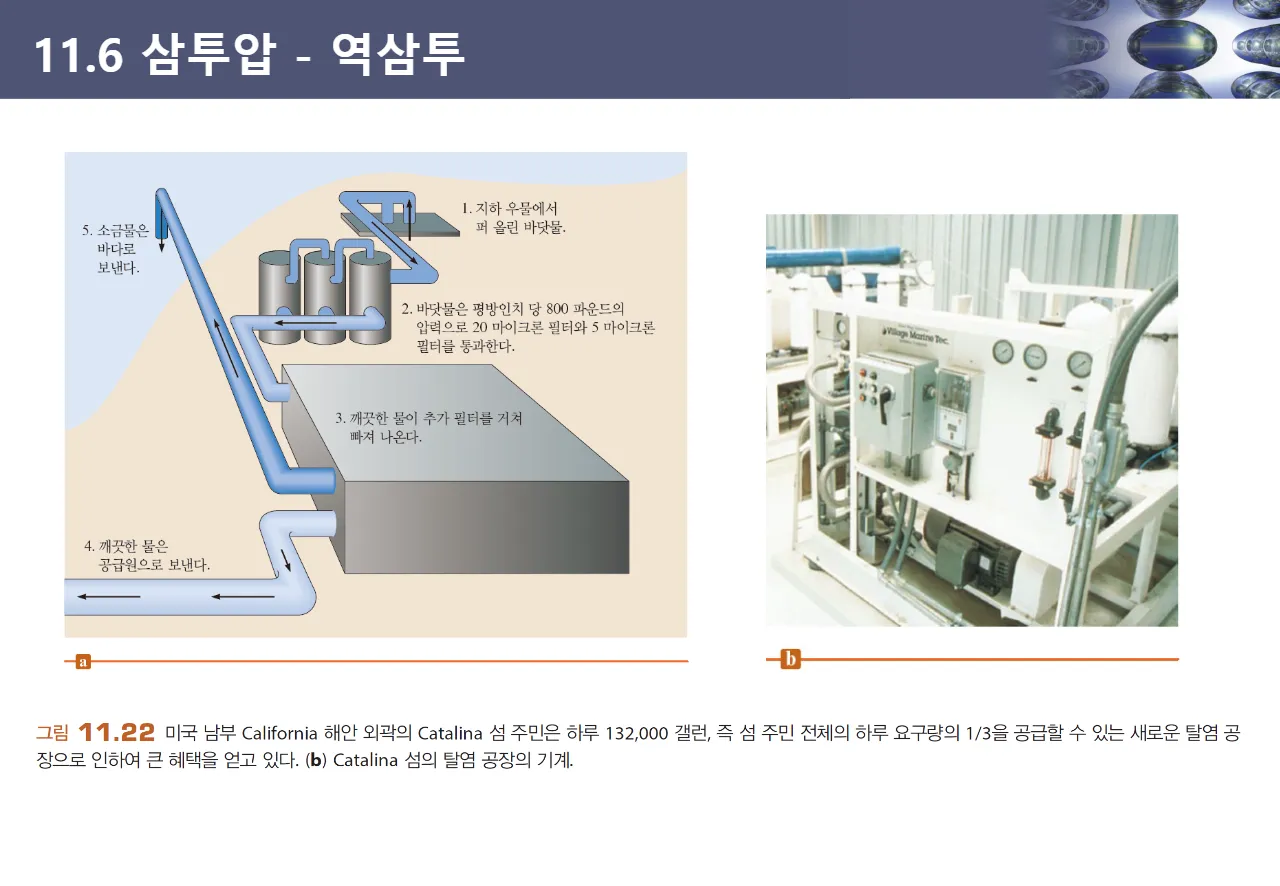 11.6 삼투압 - 역삼투
1. 지하 우물에서
퍼 올린 바닷물.
5. 소금물은
바다로
보낸다.
2. 바닷물은 평방인치 당 800 파운드의
압력으로 20 마이크론 필터와 5 마이크론
필터를 통과한다.
3. 깨끗한 물이 추가 필터를 거쳐
빠져 나온다.
4. 깨끗한 물은
공급원으로 보낸다.
a
Village Marine Tec.
b
그림 11.22 미국 남부 California 해안 외곽의 Catalina 섬 주민은 하루 132,000 갤런, 즉 섬 주민 전체의 하루 요구량의 1/3을 공급할 수 있는 새로운 탈염 공
장으로 인하여 큰 혜택을 얻고 있다. (b) Catalina 섬의 탈염 공장의 기계.